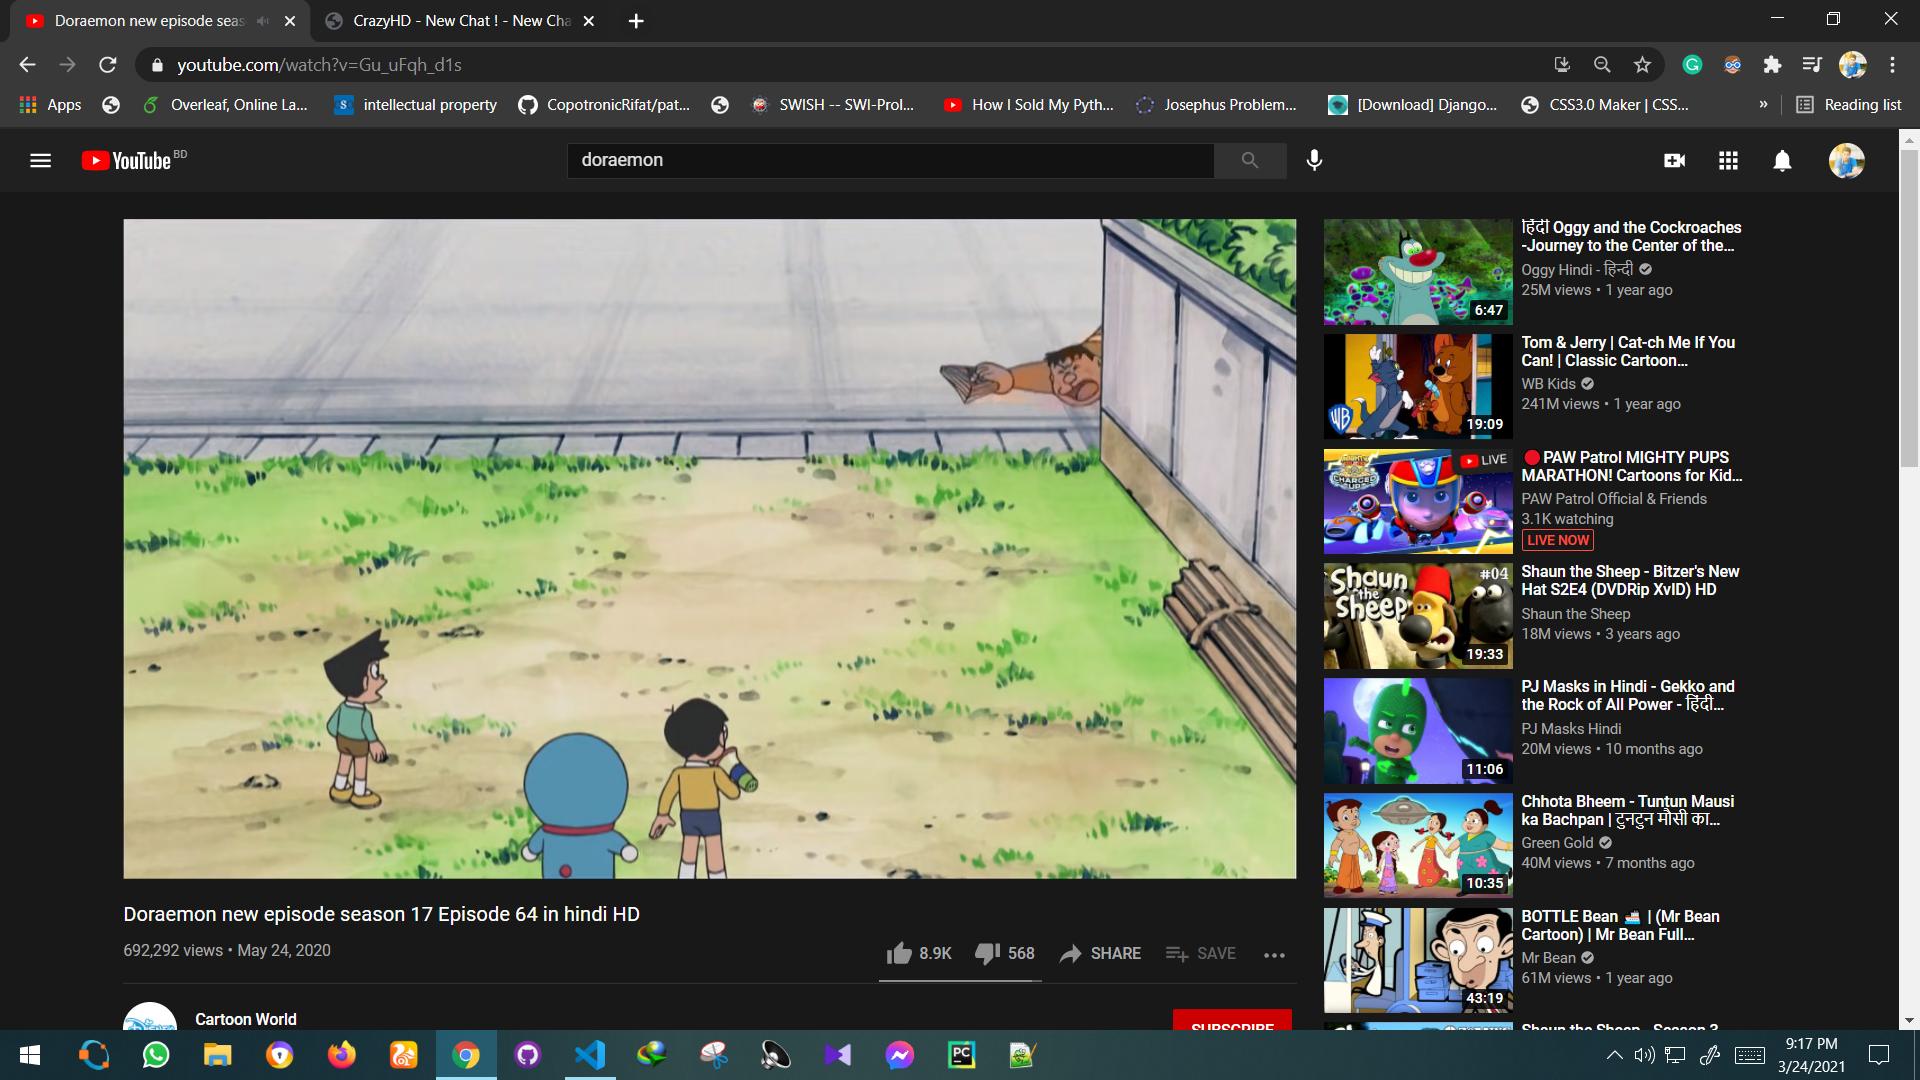 Doraemon new episode seas
CrazyHD - New Chat ! - New Cha
youtube.com/watch?v=Gu_uFqh_d1s
Apps
Overleaf, Online La...
intellectual property
CopotronicRifat/pat...
SWISH -- SWI-Prol...
How I Sold My Pyth...
Josephus Problem...
[Download] Django...
CSS3.0 Maker | CSS...
»
Reading list
YouTube BD
doraemon
6:47
हिंदी Oggy and the Cockroaches
-Journey to the Center of the...
Oggy Hindi - हिन्दी
25M views • 1 year ago
WB
19:09
Tom & Jerry | Cat-ch Me If You
Can! | Classic Cartoon...
WB Kids
241M views • 1 year ago
CHARGED UP
LIVE
PAW Patrol MIGHTY PUPS
MARATHON! Cartoons for Kid...
PAW Patrol Official & Friends
3.1K watching
LIVE NOW
Shaun the Sheep
#04
19:33
Shaun the Sheep - Bitzer's New
Hat S2E4 (DVDRip XvID) HD
Shaun the Sheep
18M views • 3 years ago
11:06
PJ Masks in Hindi - Gekko and
the Rock of All Power - हिंदी...
PJ Masks Hindi
20M views • 10 months ago
10:35
Chhota Bheem - Tuntun Mausi
ka Bachpan | टुनटुन मौसी का...
Green Gold
40M views • 7 months ago
43:19
BOTTLE Bean 🚢 | (Mr Bean
Cartoon) | Mr Bean Full...
Mr Bean
61M views • 1 year ago
Shaun the Sheep - Season 3
Doraemon new episode season 17 Episode 64 in hindi HD
692,292 views • May 24, 2020
8.9K
568
SHARE
SAVE
Cartoon World
SUBSCRIBE
PC
9:17 PM
3/24/2021